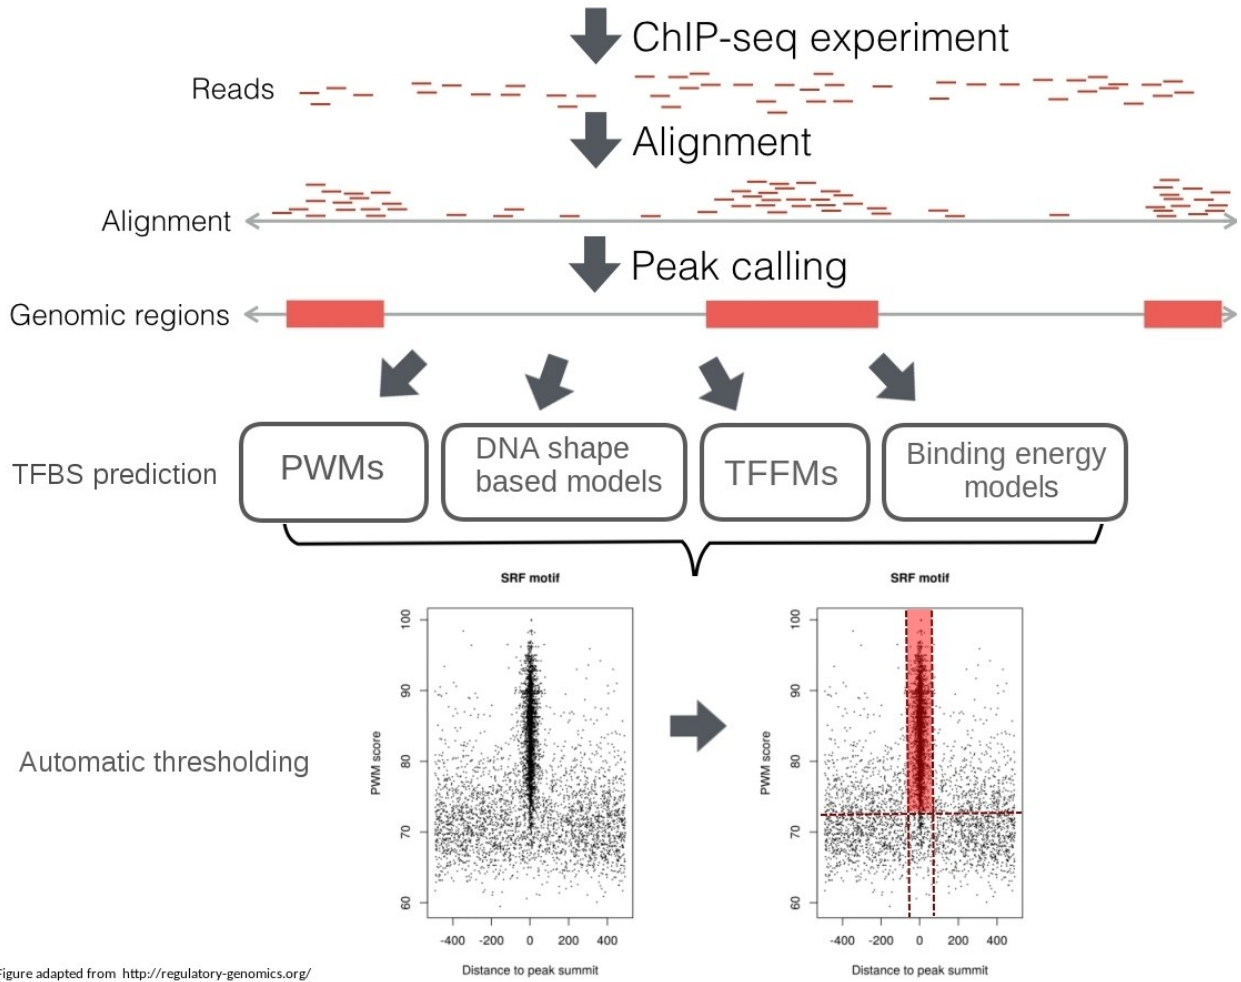 ChIP-seq experiment
Reads
Alignment
Alignment
Peak calling
Genomic regions
TFBS prediction
PWMs
DNA shape
based models
TFFMs
Binding energy
models
Automatic thresholding
SRF motif
PWM score
100
90
80
70
60
-400 -200 0 200 400
Distance to peak summit
SRF motif
PWM score
100
90
80
70
60
-400 -200 0 200 400
Distance to peak summit
Figure adapted from http://regulatory-genomics.org/